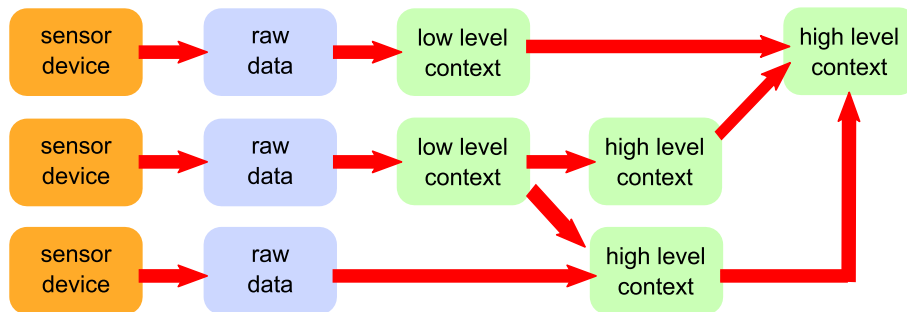 sensor
device
raw
data
low level
context
high level
context
sensor
device
raw
data
low level
context
high level
context
sensor
device
raw
data
high level
context